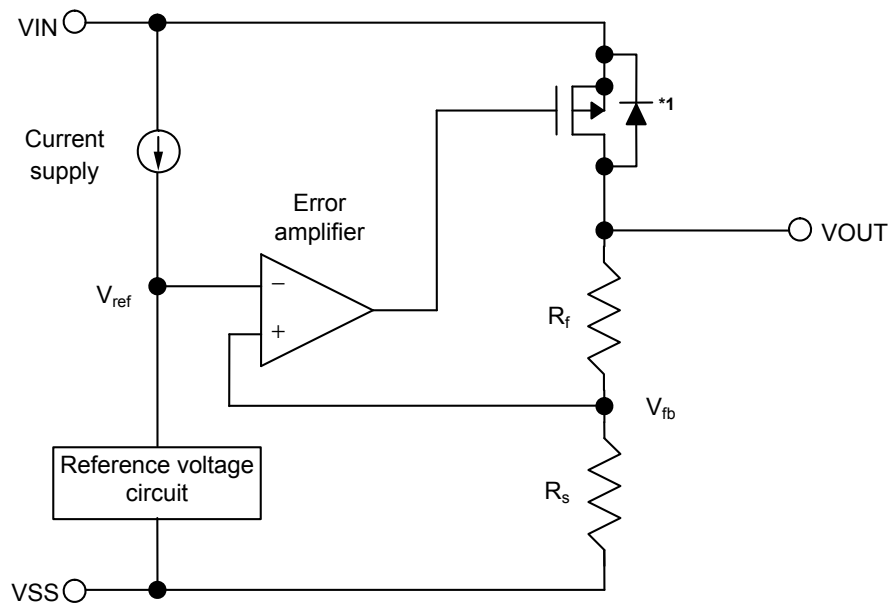 VIN
*1
Current
supply
Error
amplifier
VOUT
Vref
−
+
Rf
Vfb
Reference voltage
circuit
Rs
VSS